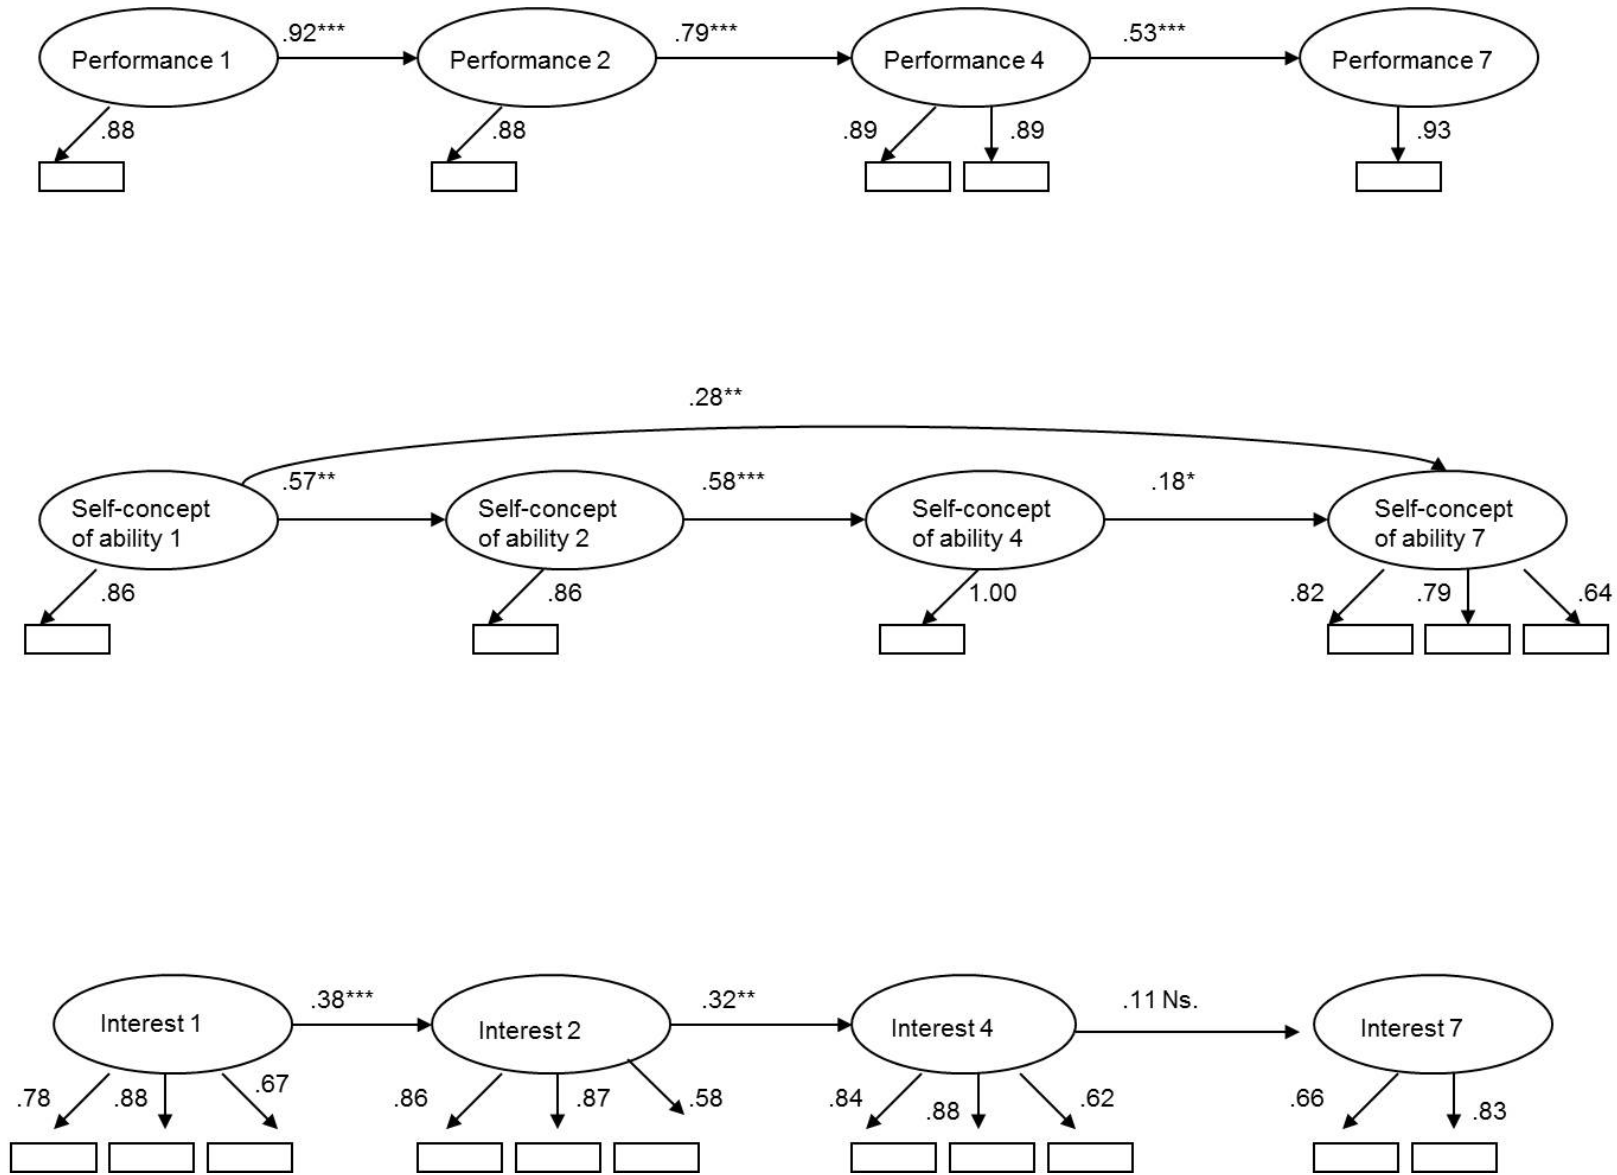 .92***
.79***
.53***
Performance 1
Performance 2
Performance 4
Performance 7
.88
.88
.89
.89
.93
.28**
.57**
.58***
.18*
Self-concept
of ability 1
Self-concept
of ability 2
Self-concept
of ability 4
Self-concept
of ability 7
.86
.86
1.00
.82
.79
.64
.38***
.32**
.11 Ns.
Interest 1
Interest 2
Interest 4
Interest 7
.78
.88
.67
.86
.87
.58
.84
.88
.62
.66
.83